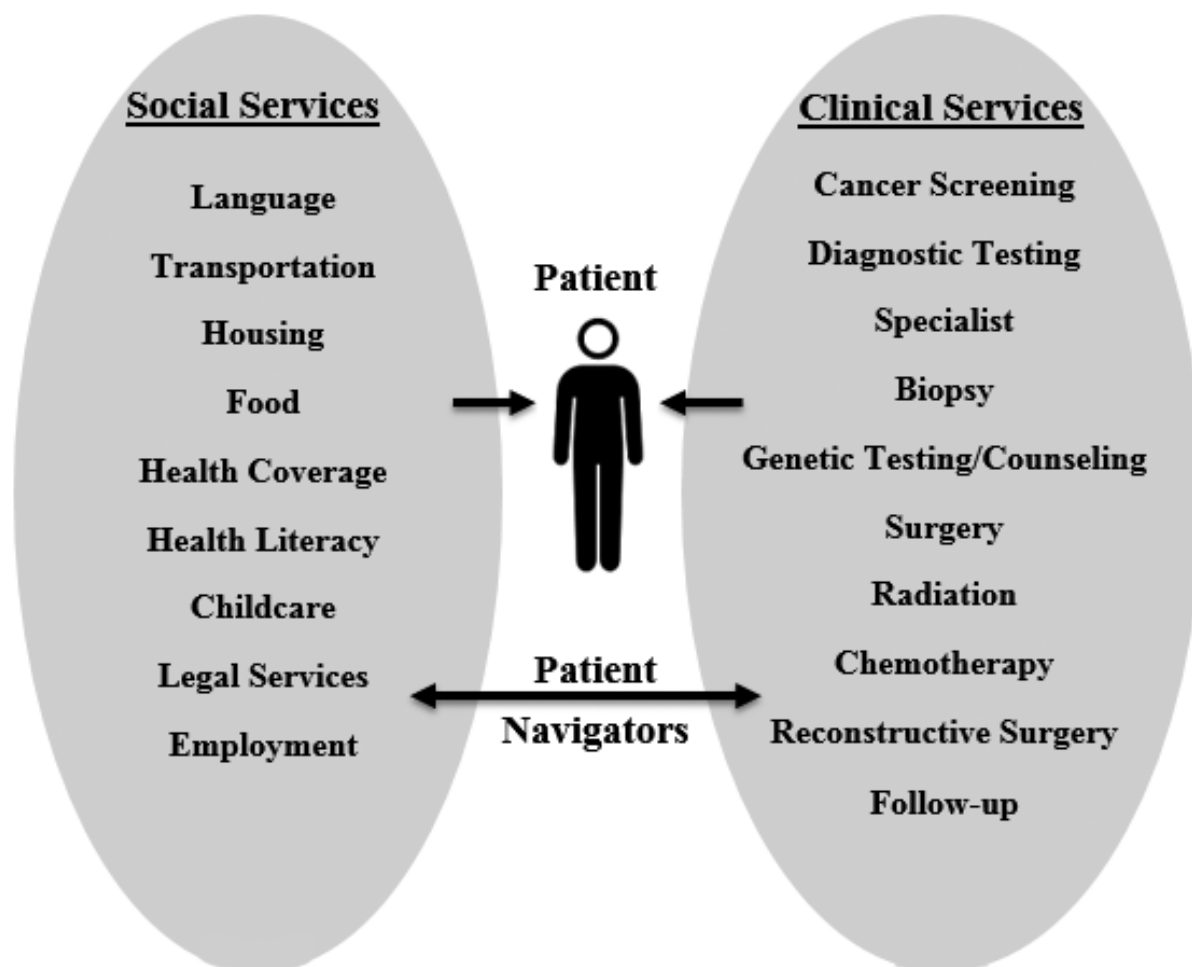 Social Services
Language
Transportation
Housing
Food
Health Coverage
Health Literacy
Childcare
Legal Services
Employment
Patient
Patient
Navigators
Clinical Services
Cancer Screening
Diagnostic Testing
Specialist
Biopsy
Genetic Testing/Counseling
Surgery
Radiation
Chemotherapy
Reconstructive Surgery
Follow-up